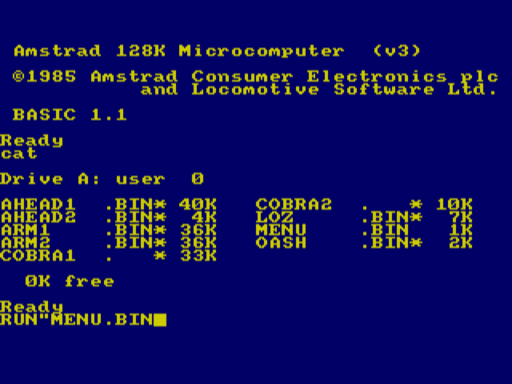 Amstrad 128K Microcomputer  (v3)
©1985 Amstrad Consumer Electronics plc
and Locomotive Software Ltd.
BASIC 1.1
Ready
cat
Drive A: user  0
AHEAD1  .BIN* 40K   COBRA2  .   * 10K
AHEAD2  .BIN*  4K   LOZ     .BIN*  7K
ARM1    .BIN* 36K   MENU    .BIN   1K
ARM2    .BIN* 36K   OASH    .BIN*  2K
COBRA1  .   * 33K
0K free
Ready
RUN"MENU.BIN